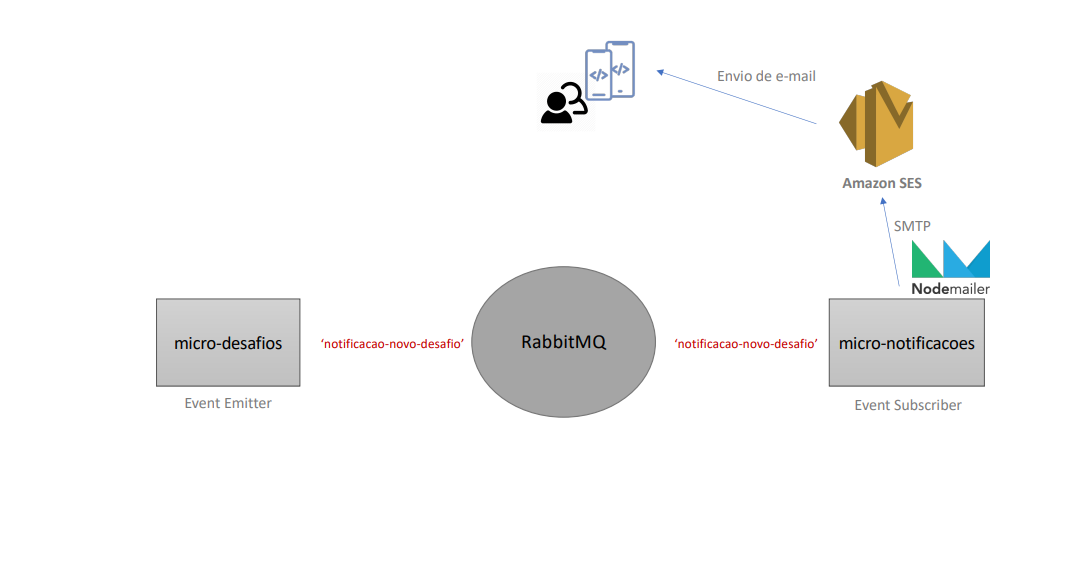 Envio de e-mail
</>
</>
Amazon SES
SMTP
Nodemailer
micro-desafios
‘notificacao-novo-desafio’
RabbitMQ
‘notificacao-novo-desafio’
micro-notificacoes
Event Emitter
Event Subscriber